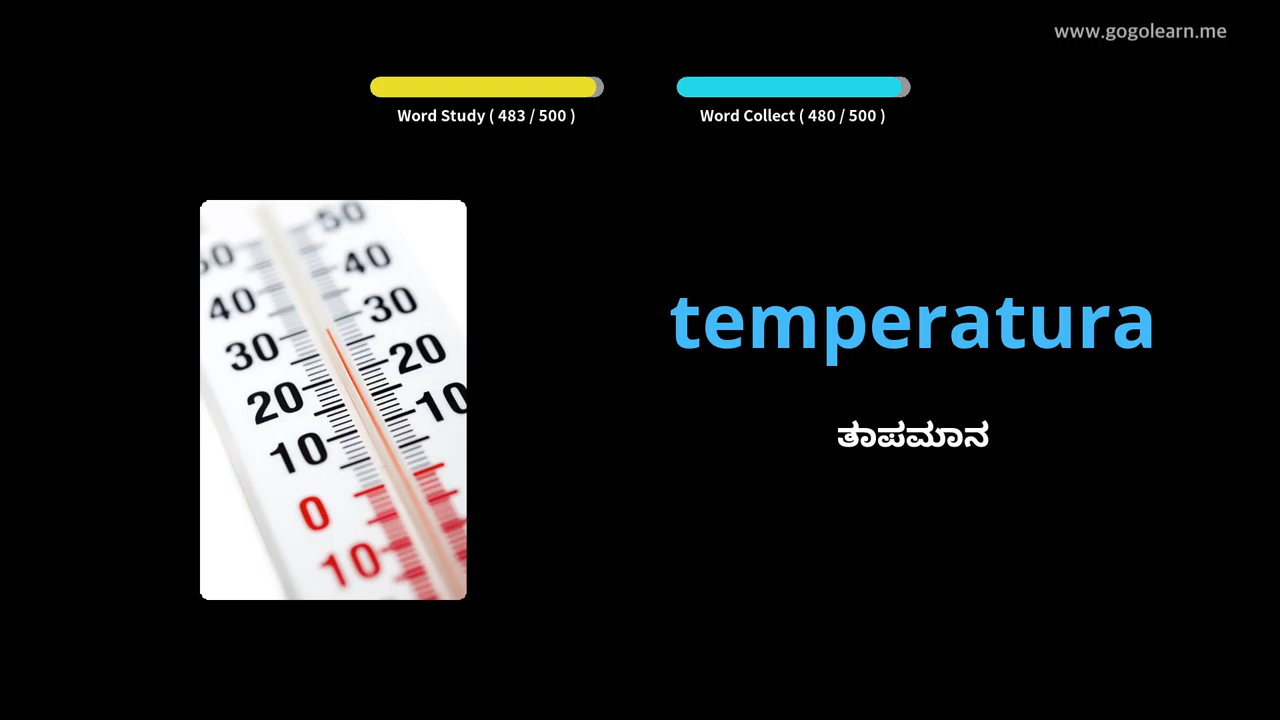 www.gogolearn.me
Word Study ( 483 / 500 )
Word Collect ( 480 / 500 )
50
50
40
40
30
30
20
20
10
10
0
10
temperatura
ತಾಪಮಾನ